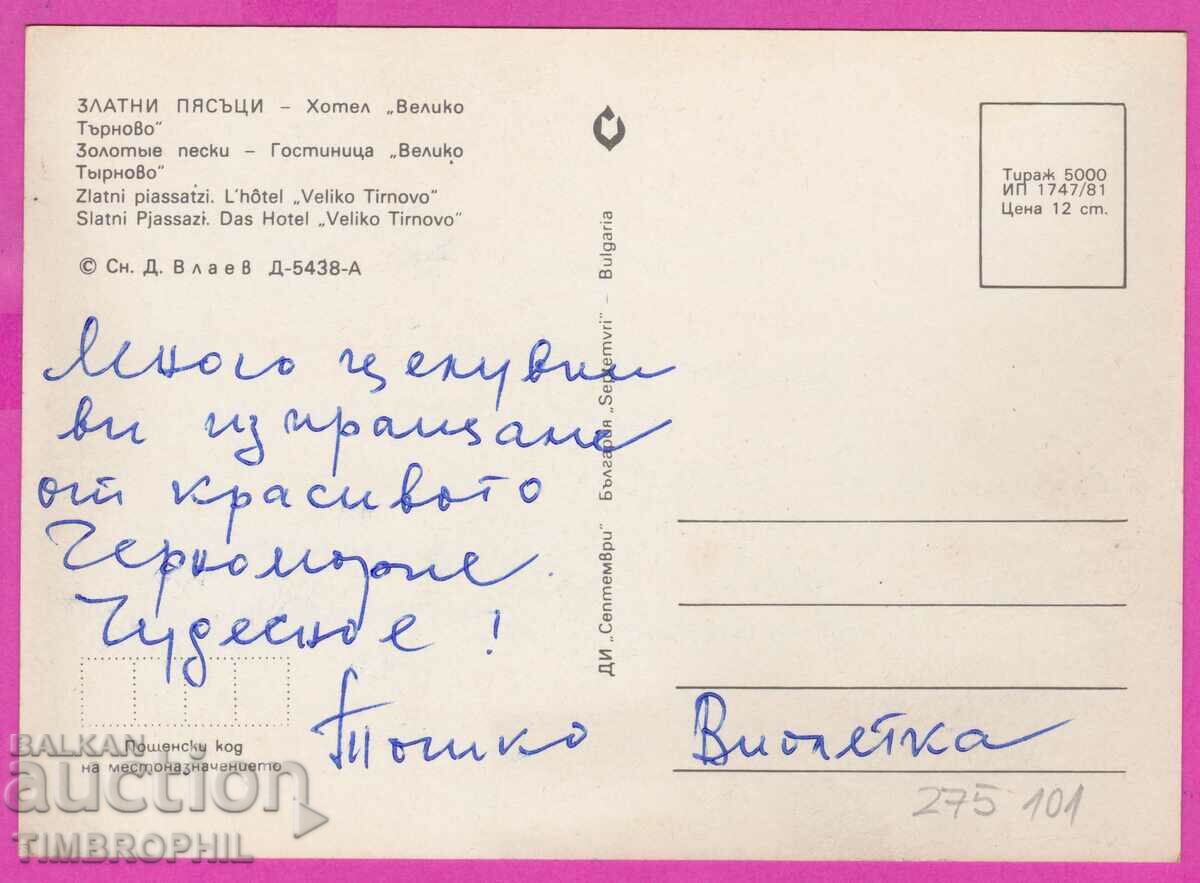 ЗЛАТНИ ПЯСЪЦИ – Хотел „Велико
Търново“
Золотые пески – Гостиница „Велико
Тырново“
Zlatni piassatzi. L'hôtel „Veliko Tirnovo“
Slatni Pjassazi. Das Hotel „Veliko Tirnovo“
© Сн. Д. Влаев Д-5438-А
Много целувки
ви изпращаме
от красивото
Черноморие.
Чудесно е !
Тошко Виолетка
Пощенски код
на местоназначението
ДИ „Септември“ България „Septemvri“ - Bulgaria
Тираж 5000
ИП 1747/81
Цена 12 ст.
275 101
BALKAN
auction
TIMBROPHIL